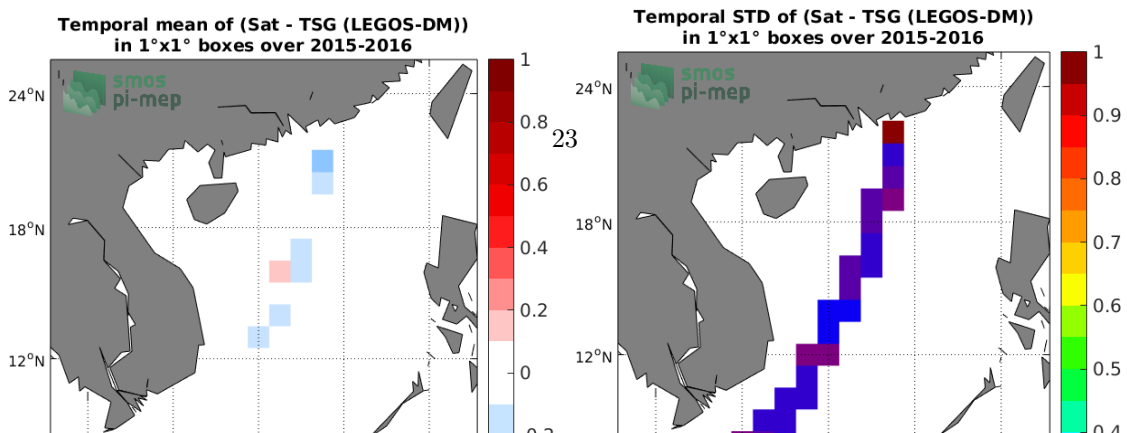 Temporal mean of (Sat - TSG (LEGOS-DM))
in 1°x1° boxes over 2015-2016
smos
pi-mep
24°N
18°N
12°N
1
0.8
0.6
0.4
0.2
0
23
Temporal STD of (Sat - TSG (LEGOS-DM))
in 1°x1° boxes over 2015-2016
smos
pi-mep
24°N
18°N
12°N
1
0.9
0.8
0.7
0.6
0.5
0.4